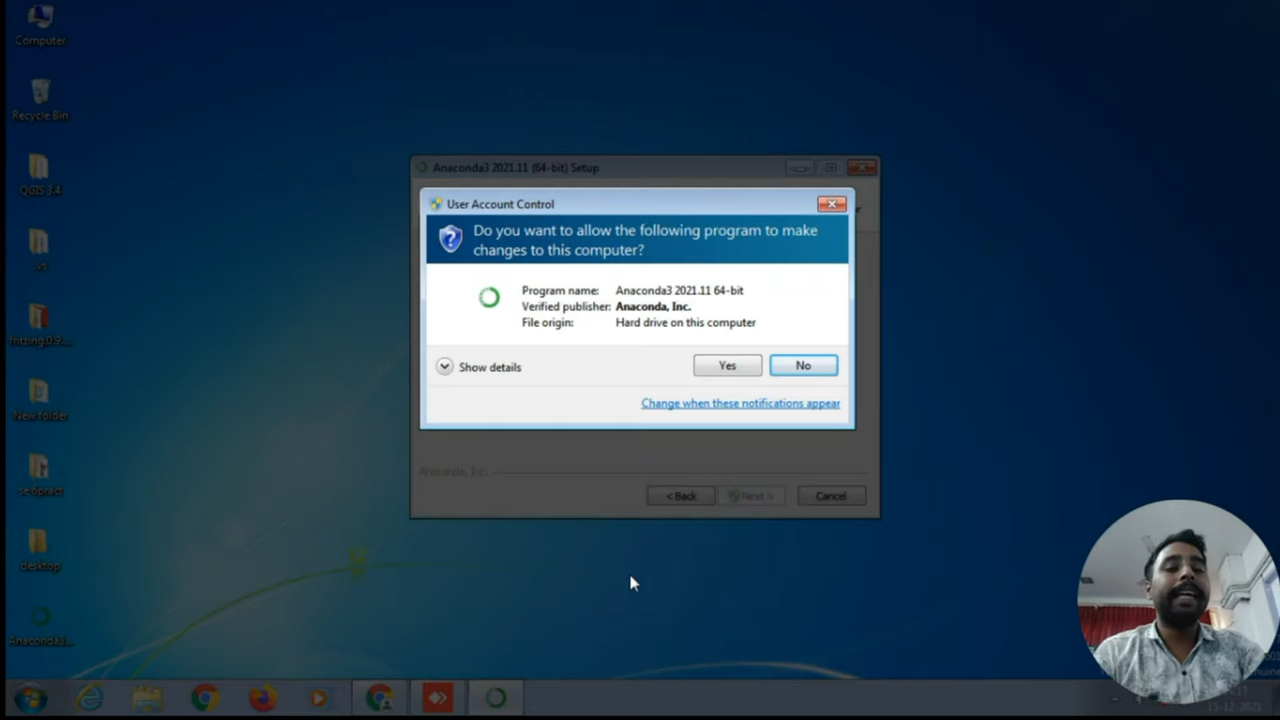 Computer
Recycle Bin
QGIS 3.4
vs
fritzing.0.9....
New folder
se6pract
desktop
Anaconda3...
Anaconda3 2021.11 (64-bit) Setup
User Account Control
Do you want to allow the following program to make
changes to this computer?
Program name: Anaconda3 2021.11 64-bit
Verified publisher: Anaconda, Inc.
File origin: Hard drive on this computer
Show details
Yes
No
Change when these notifications appear
Anaconda, Inc.
< Back
Next >
Cancel
15-12-2021